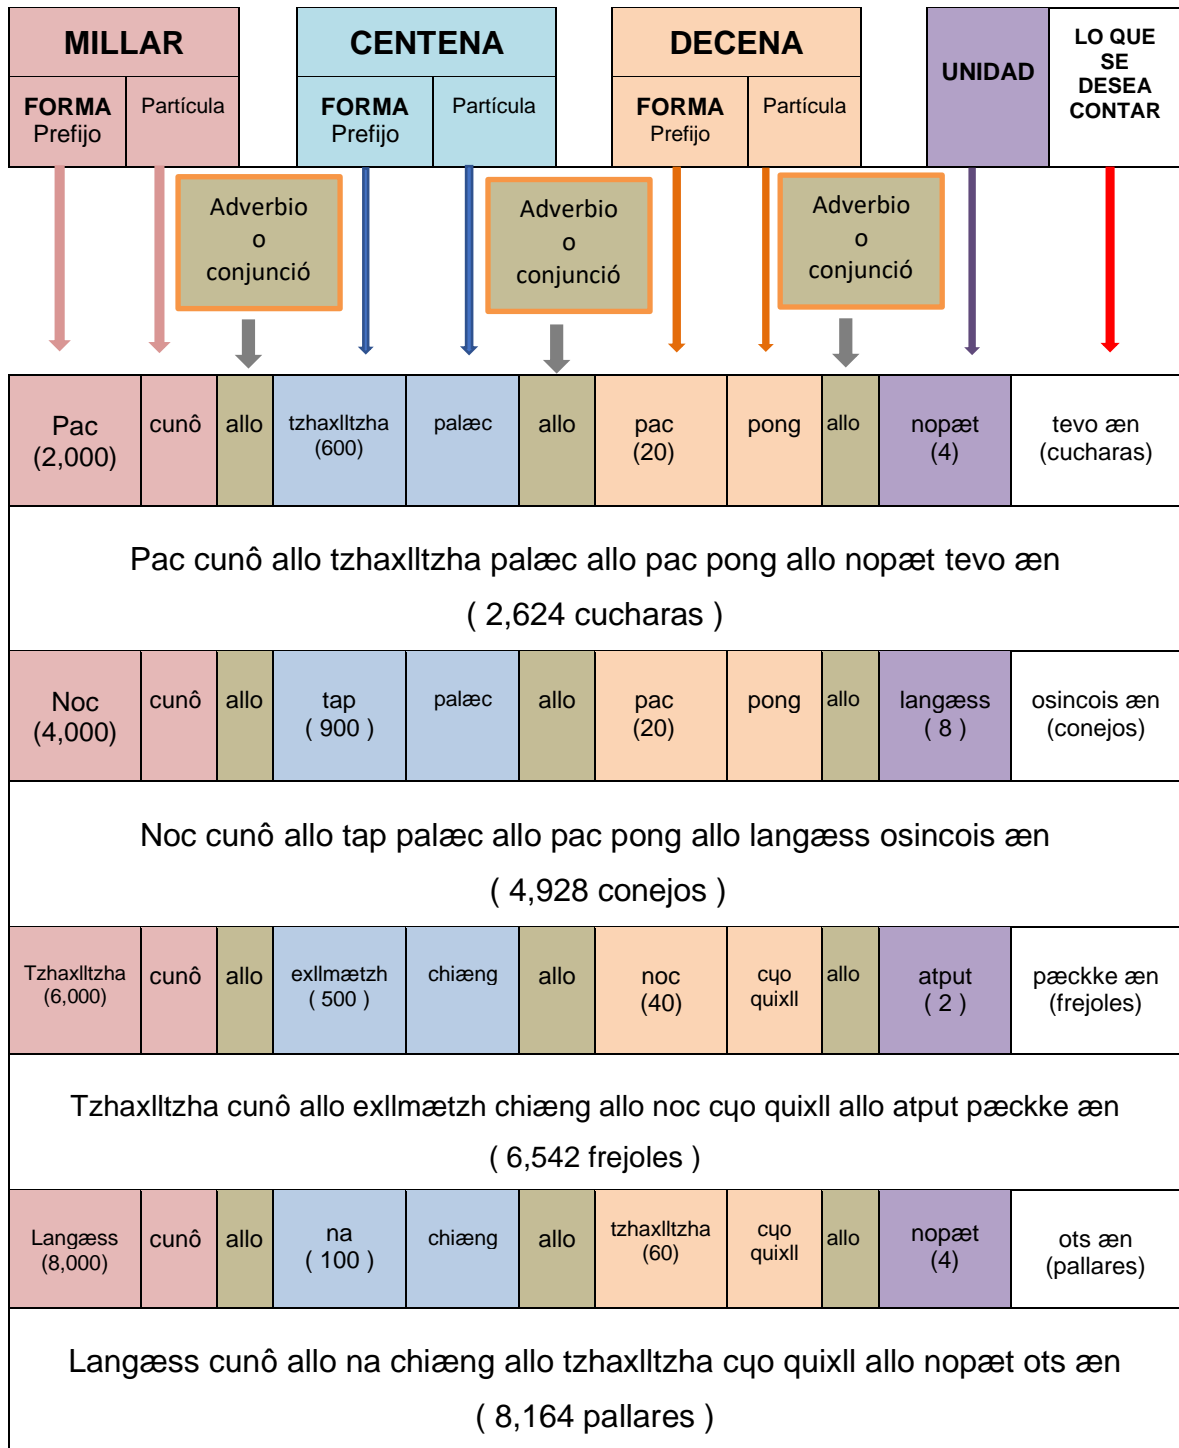 MILLAR
CENTENA
DECENA
UNIDAD
LO QUE
SE
DESEA
CONTAR
FORMA
Prefijo
Partícula
FORMA
Prefijo
Partícula
FORMA
Prefijo
Partícula
Adverbio
o
conjunció
Adverbio
o
conjunció
Adverbio
o
conjunció
Pac cunô allo tzhaxlltzha palæc allo pac pong allo nopæt tevo æn
(2,000) (600) (20) (4) (cucharas)
Pac cunô allo tzhaxlltzha palæc allo pac pong allo nopæt tevo æn
( 2,624 cucharas )
Noc cunô allo tap palæc allo pac pong allo langæss osincois æn
(4,000) ( 900 ) (20) ( 8 ) (conejos)
Noc cunô allo tap palæc allo pac pong allo langæss osincois æn
( 4,928 conejos )
Tzhaxlltzha cunô allo exllmætzh chiæng allo noc cɥo allo atput pæckke æn
(6,000) ( 500 ) (40) quixll ( 2 ) (frejoles)
Tzhaxlltzha cunô allo exllmætzh chiæng allo noc cɥo quixll allo atput pæckke æn
( 6,542 frejoles )
Langæss cunô allo na chiæng allo tzhaxlltzha cɥo allo nopæt ots æn
(8,000) ( 100 ) (60) quixll (4) (pallares)
Langæss cunô allo na chiæng allo tzhaxlltzha cɥo quixll allo nopæt ots æn
( 8,164 pallares )